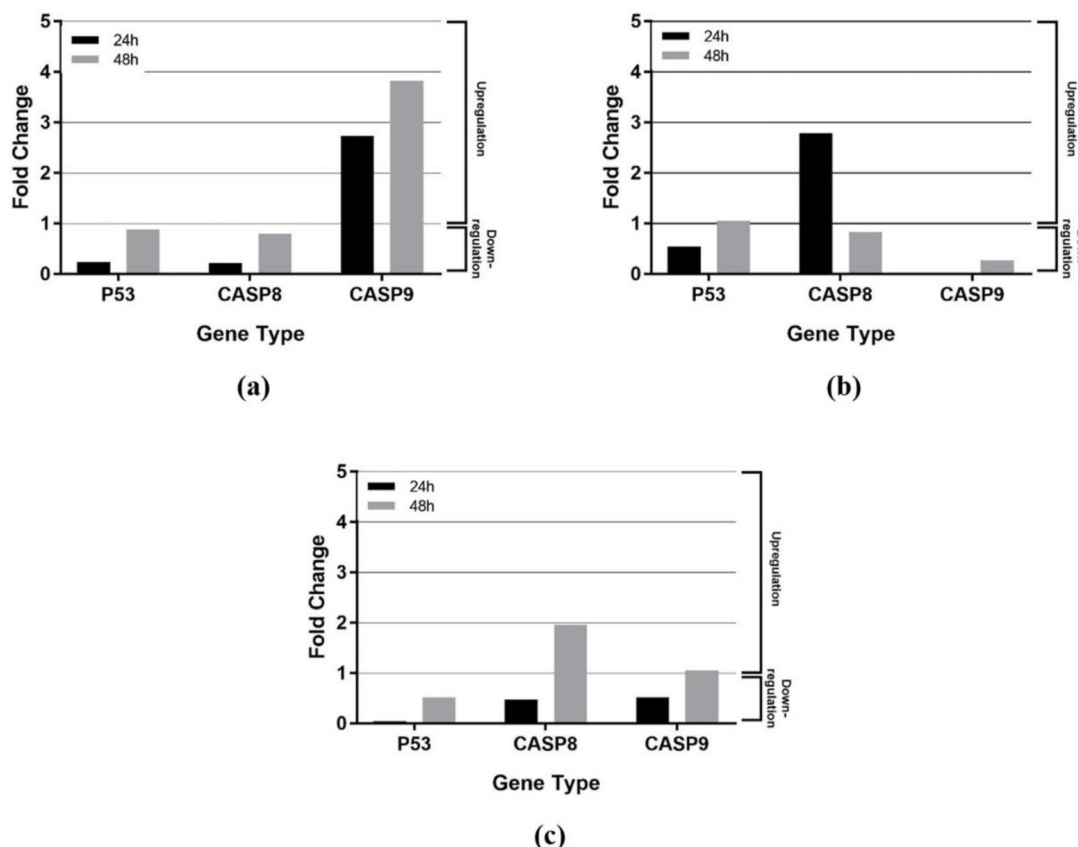 5
4
3
2
1
0
Fold Change
24h
48h
P53 CASP8 CASP9
Gene Type
Upregulation
Down-
regulation
(a)
5
4
3
2
1
0
Fold Change
24h
48h
P53 CASP8 CASP9
Gene Type
Upregulation
Down-
regulation
(b)
5
4
3
2
1
0
Fold Change
24h
48h
P53 CASP8 CASP9
Gene Type
Upregulation
Down-
regulation
(c)